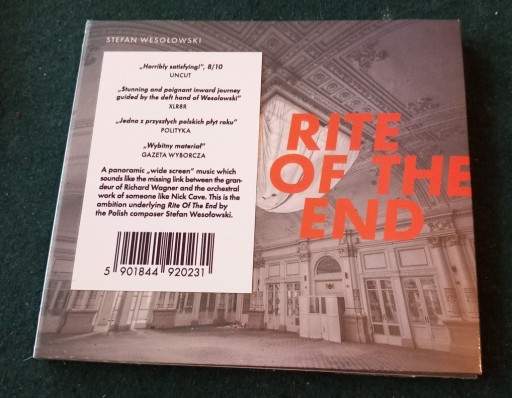 STEFAN WESOŁOWSKI
„Horribly satisfying!”, 8/10
UNCUT
„Stunning and poignant inward journey
guided by the deft hand of Wesołowski”
XLR8R
„Jedna z przyszłych polskich płyt roku”
POLITYKA
„Wybitny materiał”
GAZETA WYBORCZA
A panoramic „wide screen” music which
sounds like the missing link between the gran-
deur of Richard Wagner and the orchestral
work of someone like Nick Cave. This is the
ambition underlying Rite Of The End by
the Polish composer Stefan Wesołowski.
5 901844 920231
RITE
OF THE
END